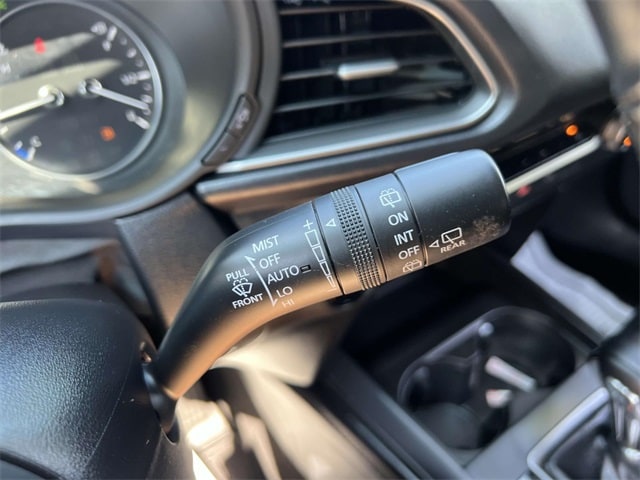 MIST
OFF
AUTO
LO
HI
PULL
FRONT
+
−
ON
INT
OFF
REAR